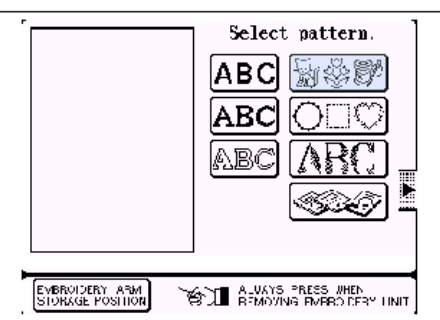 Select pattern.
ABC
ABC
ABC
ABC
EMBROIDERY ARM
STORAGE POSITION
ALWAYS PRESS WHEN
REMOVING EMBROIDERY UNIT